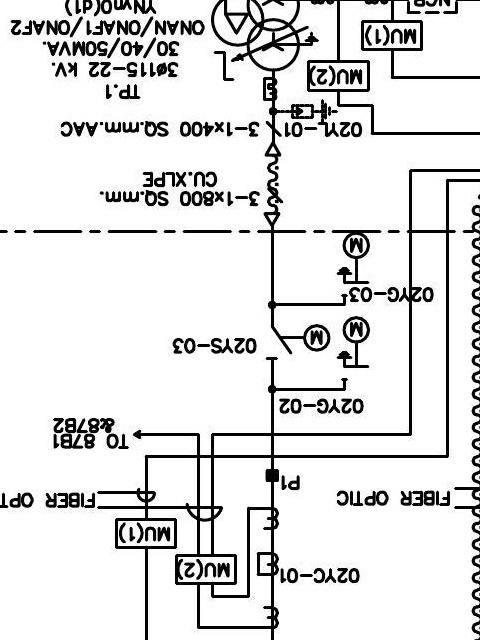 02YC-01
MU(2)
MU(1)
FIBER OPTIC
FIBER OPT
P1
TO 87B1
&87B2
02YG-02
M
M
02YS-03
02YG-03
M
3-1x800 SQ.mm.
CU.XLPE
02YL-01
3-1x400 SQ.mm.AAC
TP.1
3ø115-22 kV.
30/40/50MVA.
ONAN/ONAF1/ONAF2
YNyn0(d1)
MU(2)
MU(1)